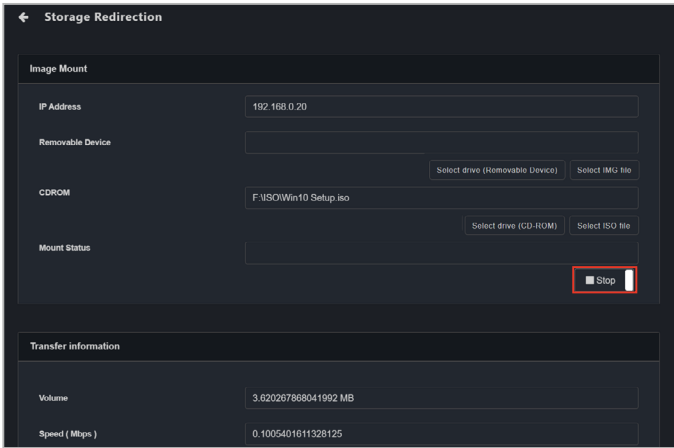 Storage Redirection
Image Mount
IP Address
192.168.0.20
Removable Device
Select drive (Removable Device)
Select IMG file
CDROM
F:\ISO\Win10 Setup.iso
Select drive (CD-ROM)
Select ISO file
Mount Status
Stop
Transfer information
Volume
3.620267868041992 MB
Speed ( Mbps )
0.1005401611328125